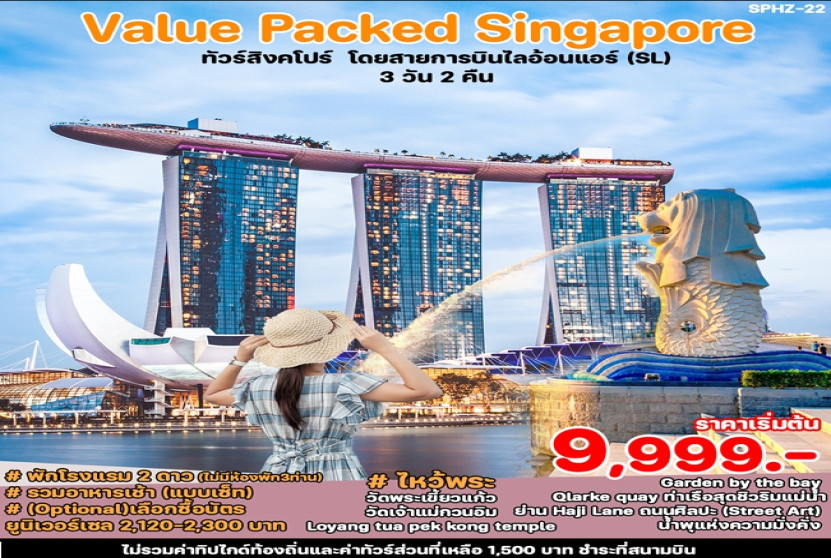 SPHZ-22
Value Packed Singapore
ทัวร์สิงคโปร์ โดยสายการบินไลอ้อนแอร์ (SL)
3 วัน 2 คืน
ราคาเริ่มต้น
9,999.-
# พักโรงแรม 2 ดาว (ไม่มีห้องพัก3ท่าน)
# รวมอาหารเช้า (แบบเซ็ท)
# (Optional)เลือกซื้อบัตร
ยูนิเวอร์เซล 2,120-2,300 บาท
# ไหว้พระ
วัดพระเขี้ยวแก้ว
วัดเจ้าแม่กวนอิม
Loyang tua pek kong temple
Garden by the bay
Qlarke quay ท่าเรือสุดชิวริมแม่น้ำ
ย่าน Haji Lane ถนนศิลปะ (Street Art)
น้ำพุแห่งความมั่งคั่ง
ไม่รวมค่าทิปไกด์ท้องถิ่นและค่าทัวร์ส่วนที่เหลือ 1,500 บาท ชำระที่สนามบิน